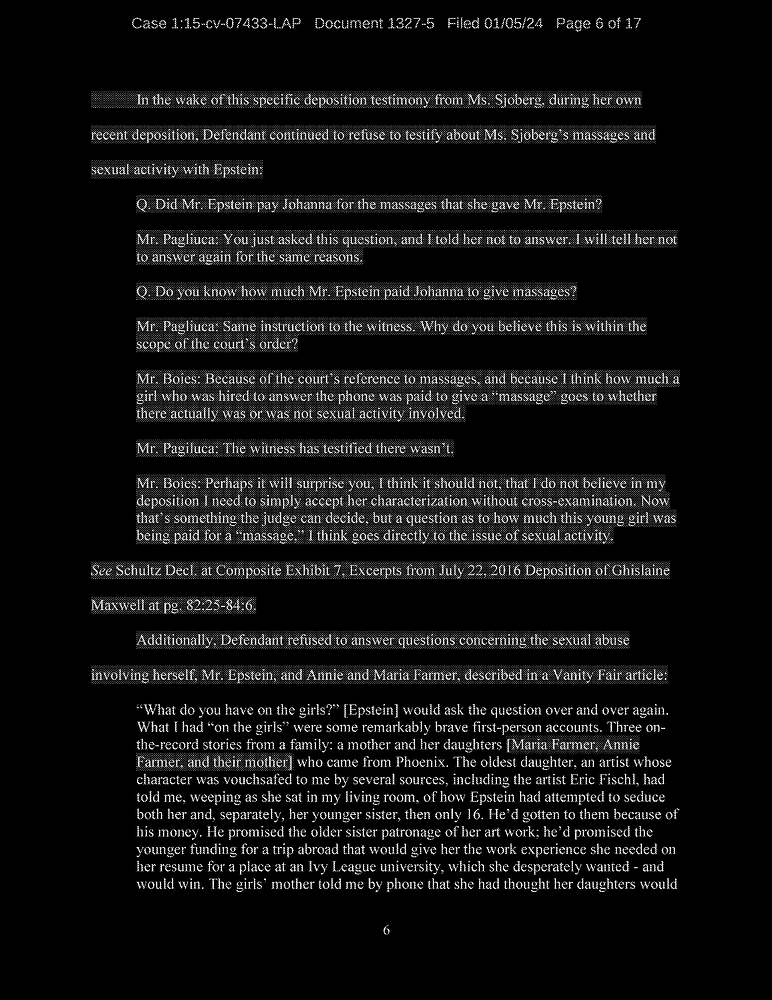 Case 1:15-cv-07433-LAP Document 1327-5 Filed 01/05/24 Page 6 of 17
In the wake of this specific deposition testimony from Ms. Sjoberg, during her own
recent deposition, Defendant continued to refuse to testify about Ms. Sjoberg's massages and
sexual activity with Epstein:
Q. Did Mr. Epstein pay Johanna for the massages that she gave Mr. Epstein?
Mr. Pagliuca: You just asked this question, and I told her not to answer. I will tell her not
to answer again for the same reasons.
Q. Do you know how much Mr. Epstein paid Johanna to give massages?
Mr. Pagliuca: Same instruction to the witness. Why do you believe this is within the
scope of the court's order?
Mr. Boies: Because of the court's reference to massages, and because I think how much a
girl who was hired to answer the phone was paid to give a “massage” goes to whether
there actually was or was not sexual activity involved.
Mr. Pagiluca: The witness has testified there wasn't.
Mr. Boies: Perhaps it will surprise you, I think it should not, that I do not believe in my
deposition I need to simply accept her characterization without cross-examination. Now
that's something the judge can decide, but a question as to how much this young girl was
being paid for a “massage,” I think goes directly to the issue of sexual activity.
See Schultz Decl. at Composite Exhibit 7, Excerpts from July 22, 2016 Deposition of Ghislaine
Maxwell at pg. 82:25-84:6.
Additionally, Defendant refused to answer questions concerning the sexual abuse
involving herself, Mr. Epstein, and Annie and Maria Farmer, described in a Vanity Fair article:
“What do you have on the girls?” [Epstein] would ask the question over and over again.
What I had “on the girls” were some remarkably brave first-person accounts. Three on-
the-record stories from a family: a mother and her daughters [Maria Farmer, Annie
Farmer, and their mother] who came from Phoenix. The oldest daughter, an artist whose
character was vouchsafed to me by several sources, including the artist Eric Fischl, had
told me, weeping as she sat in my living room, of how Epstein had attempted to seduce
both her and, separately, her younger sister, then only 16. He'd gotten to them because of
his money. He promised the older sister patronage of her art work; he'd promised the
younger funding for a trip abroad that would give her the work experience she needed on
her resume for a place at an Ivy League university, which she desperately wanted - and
would win. The girls' mother told me by phone that she had thought her daughters would
6